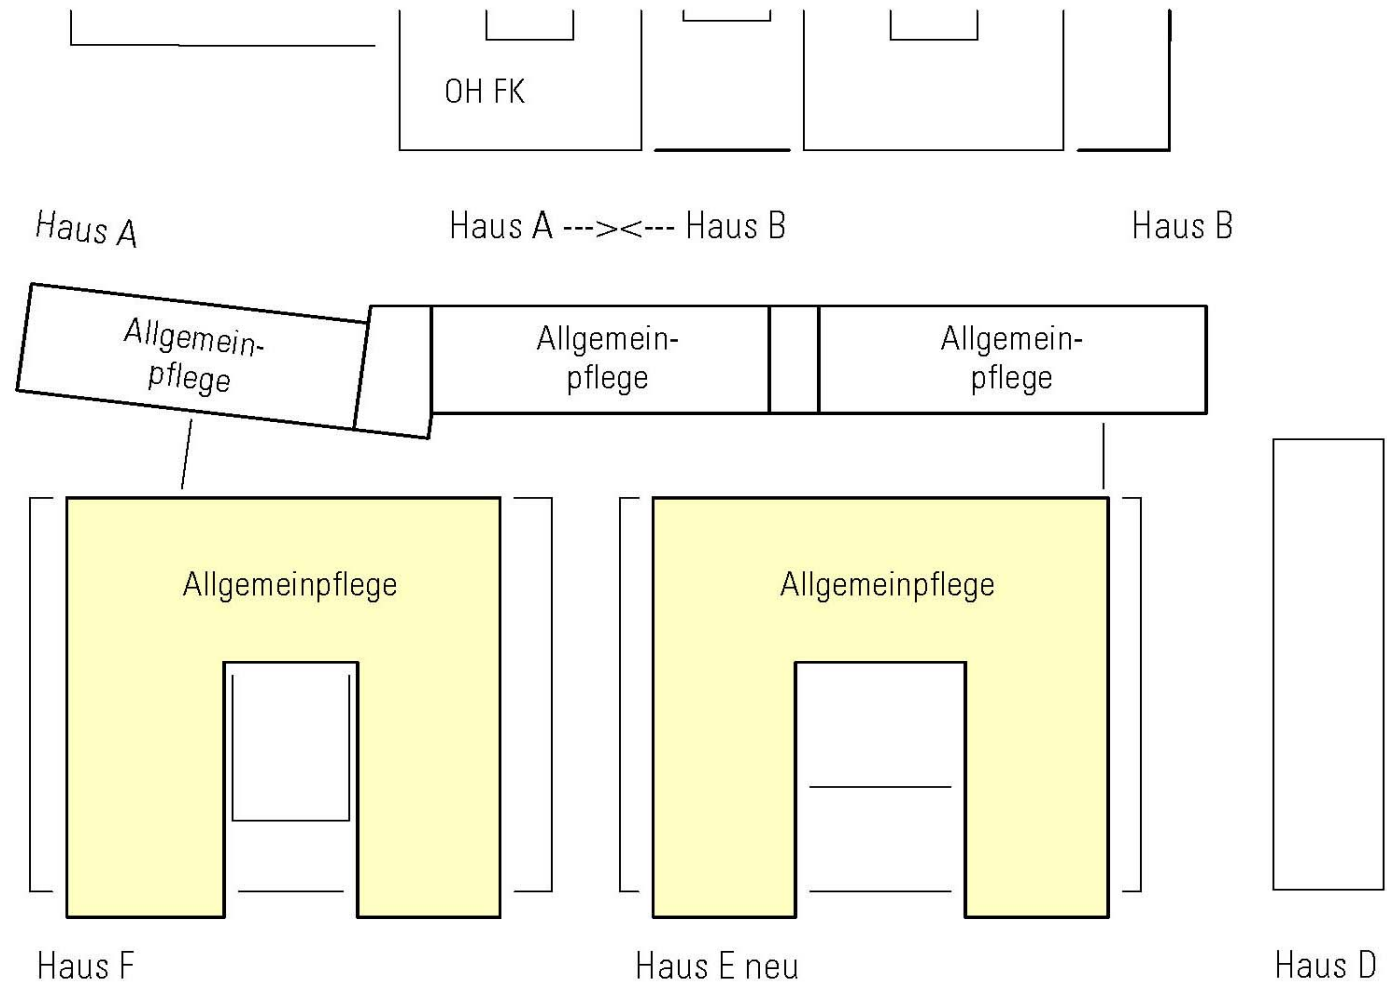 OH FK
Haus A
Haus A ---><--- Haus B
Haus B
Allgemein-
pflege
Allgemein-
pflege
Allgemein-
pflege
Allgemeinpflege
Allgemeinpflege
Haus F
Haus E neu
Haus D